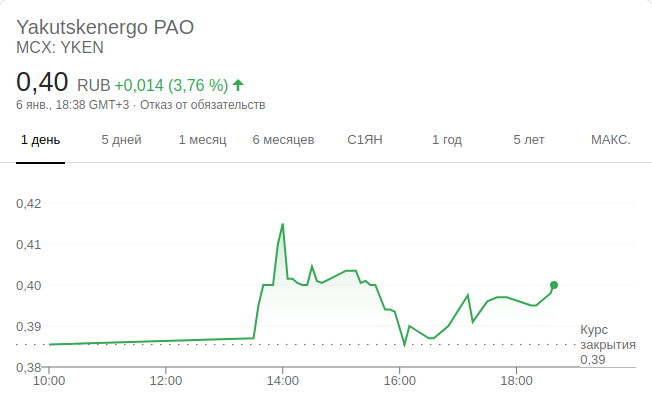 Yakutskenergo PAO
MCX: YKEN
0,40 RUB +0,014 (3,76 %)
6 янв., 18:38 GMT+3 · Отказ от обязательств
1 день 5 дней 1 месяц 6 месяцев С1ЯН 1 год 5 лет МАКС.
0,42
0,41
0,40
0,39
Курс
закрытия
0,39
0,38
10:00 12:00 14:00 16:00 18:00